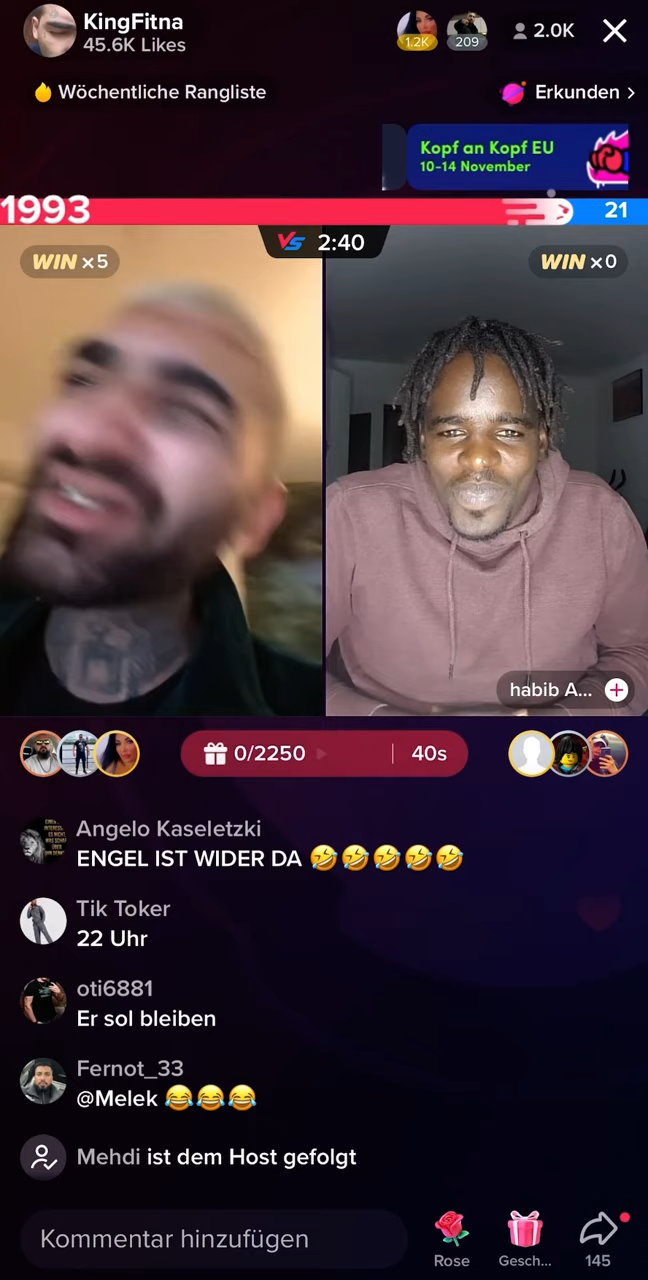 KingFitna
45.6K Likes
1.2K
209
2.0K
Wöchentliche Rangliste
Erkunden >
Kopf an Kopf EU
10-14 November
1993
21
VS 2:40
WIN x5
WIN x0
habib A...
0/2250
40s
Angelo Kaseletzki
ENGEL IST WIDER DA 🤣🤣🤣🤣🤣
Tik Toker
22 Uhr
oti6881
Er sol bleiben
Fernot_33
@Melek 😂😂😂
Mehdi ist dem Host gefolgt
Kommentar hinzufügen
Rose
Gesch...
145